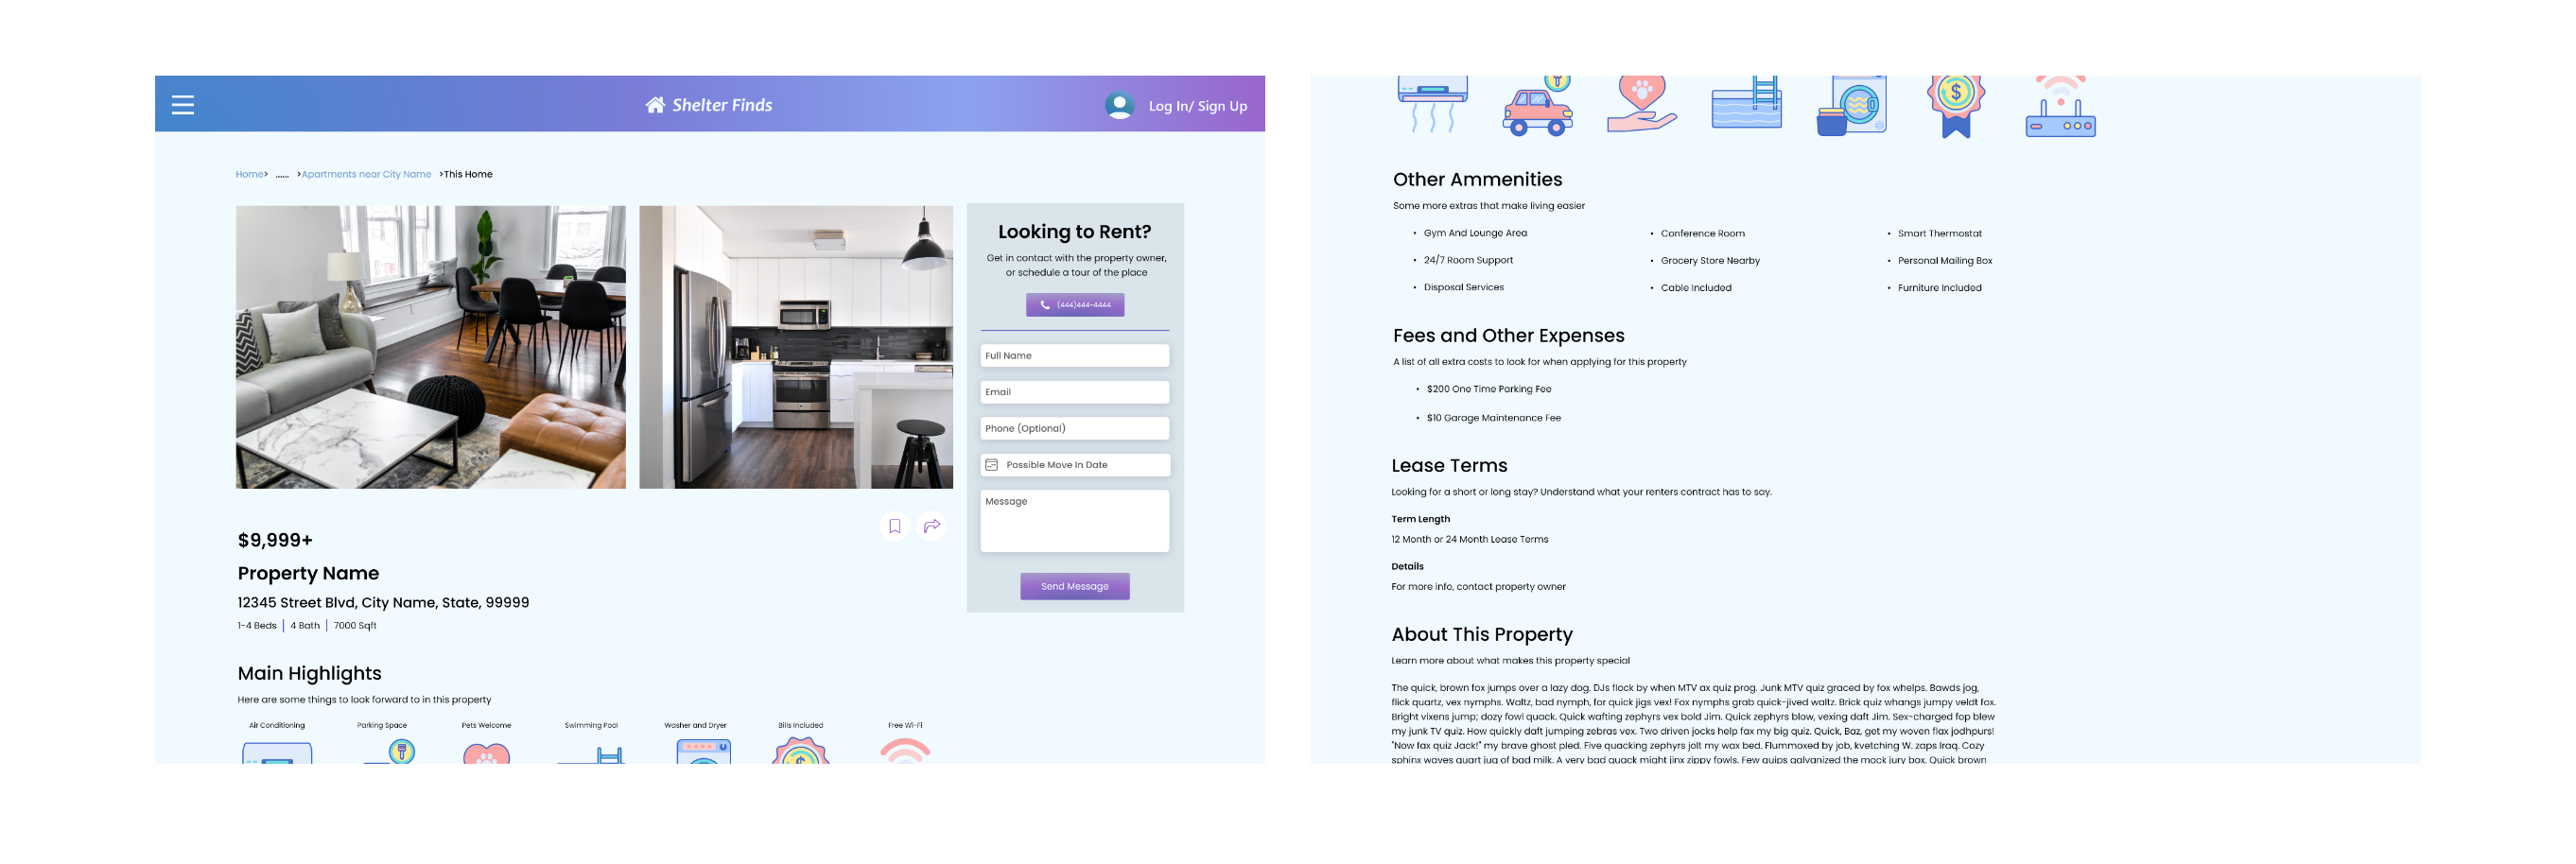 Shelter Finds
Log In/ Sign Up
Home> ...... >Apartments near City Name >This Home
Looking to Rent?
Get in contact with the property owner,
or schedule a tour of the place
(444)444-4444
Full Name
Email
Phone (Optional)
Possible Move In Date
Message
Send Message
$9,999+
Property Name
12345 Street Blvd, City Name, State, 99999
1-4 Beds | 4 Bath | 7000 Sqft
Main Highlights
Here are some things to look forward to in this property
Air Conditioning
Parking Space
Pets Welcome
Swimming Pool
Washer and Dryer
Bills Included
Free Wi-Fi
$
Other Ammenities
Some more extras that make living easier
• Gym And Lounge Area
• Conference Room
• Smart Thermostat
• 24/7 Room Support
• Grocery Store Nearby
• Personal Mailing Box
• Disposal Services
• Cable Included
• Furniture Included
Fees and Other Expenses
A list of all extra costs to look for when applying for this property
• $200 One Time Parking Fee
• $10 Garage Maintenance Fee
Lease Terms
Looking for a short or long stay? Understand what your renters contract has to say.
Term Length
12 Month or 24 Month Lease Terms
Details
For more info, contact property owner
About This Property
Learn more about what makes this property special
The quick, brown fox jumps over a lazy dog. DJs flock by when MTV ax quiz prog. Junk MTV quiz graced by fox whelps. Bawds jog,
flick quartz, vex nymphs. Waltz, bad nymph, for quick jigs vex! Fox nymphs grab quick-jived waltz. Brick quiz whangs jumpy veldt fox.
Bright vixens jump; dozy fowl quack. Quick wafting zephyrs vex bold Jim. Quick zephyrs blow, vexing daft Jim. Sex-charged fop blew
my junk TV quiz. How quickly daft jumping zebras vex. Two driven jocks help fax my big quiz. Quick, Baz, get my woven flax jodhpurs!
"Now fax quiz Jack!" my brave ghost pled. Five quacking zephyrs jolt my wax bed. Flummoxed by job, kvetching W. zaps Iraq. Cozy
sphinx waves quart jug of bad milk. A very bad quack might jinx zippy fowls. Few quips galvanized the mock jury box. Quick brown